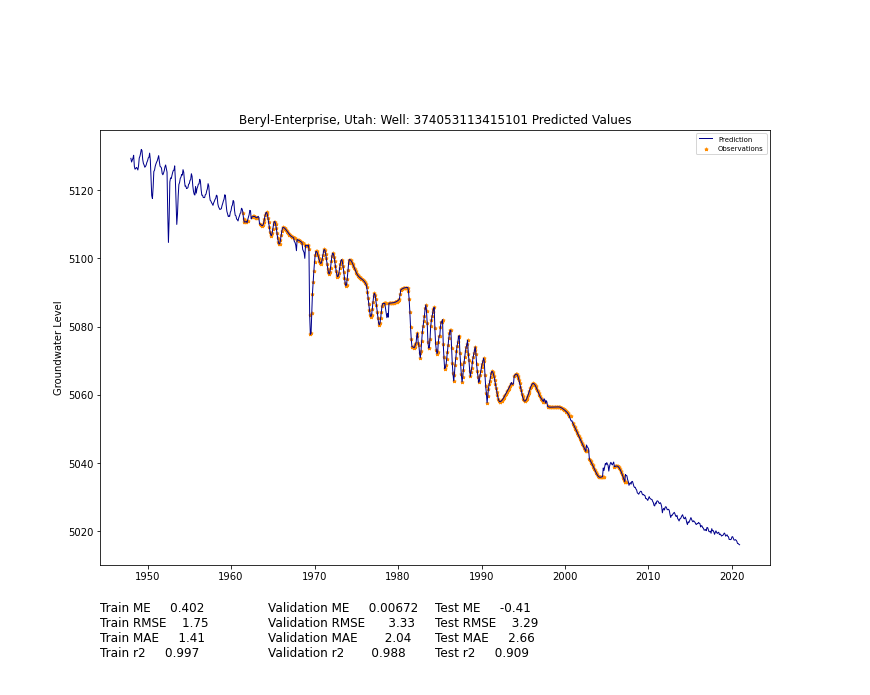 Beryl-Enterprise, Utah: Well: 374053113415101 Predicted Values
Prediction
Observations
Groundwater Level
5120
5100
5080
5060
5040
5020
1950 1960 1970 1980 1990 2000 2010 2020
Train ME 0.402 Validation ME 0.00672 Test ME -0.41
Train RMSE 1.75 Validation RMSE 3.33 Test RMSE 3.29
Train MAE 1.41 Validation MAE 2.04 Test MAE 2.66
Train r2 0.997 Validation r2 0.988 Test r2 0.909